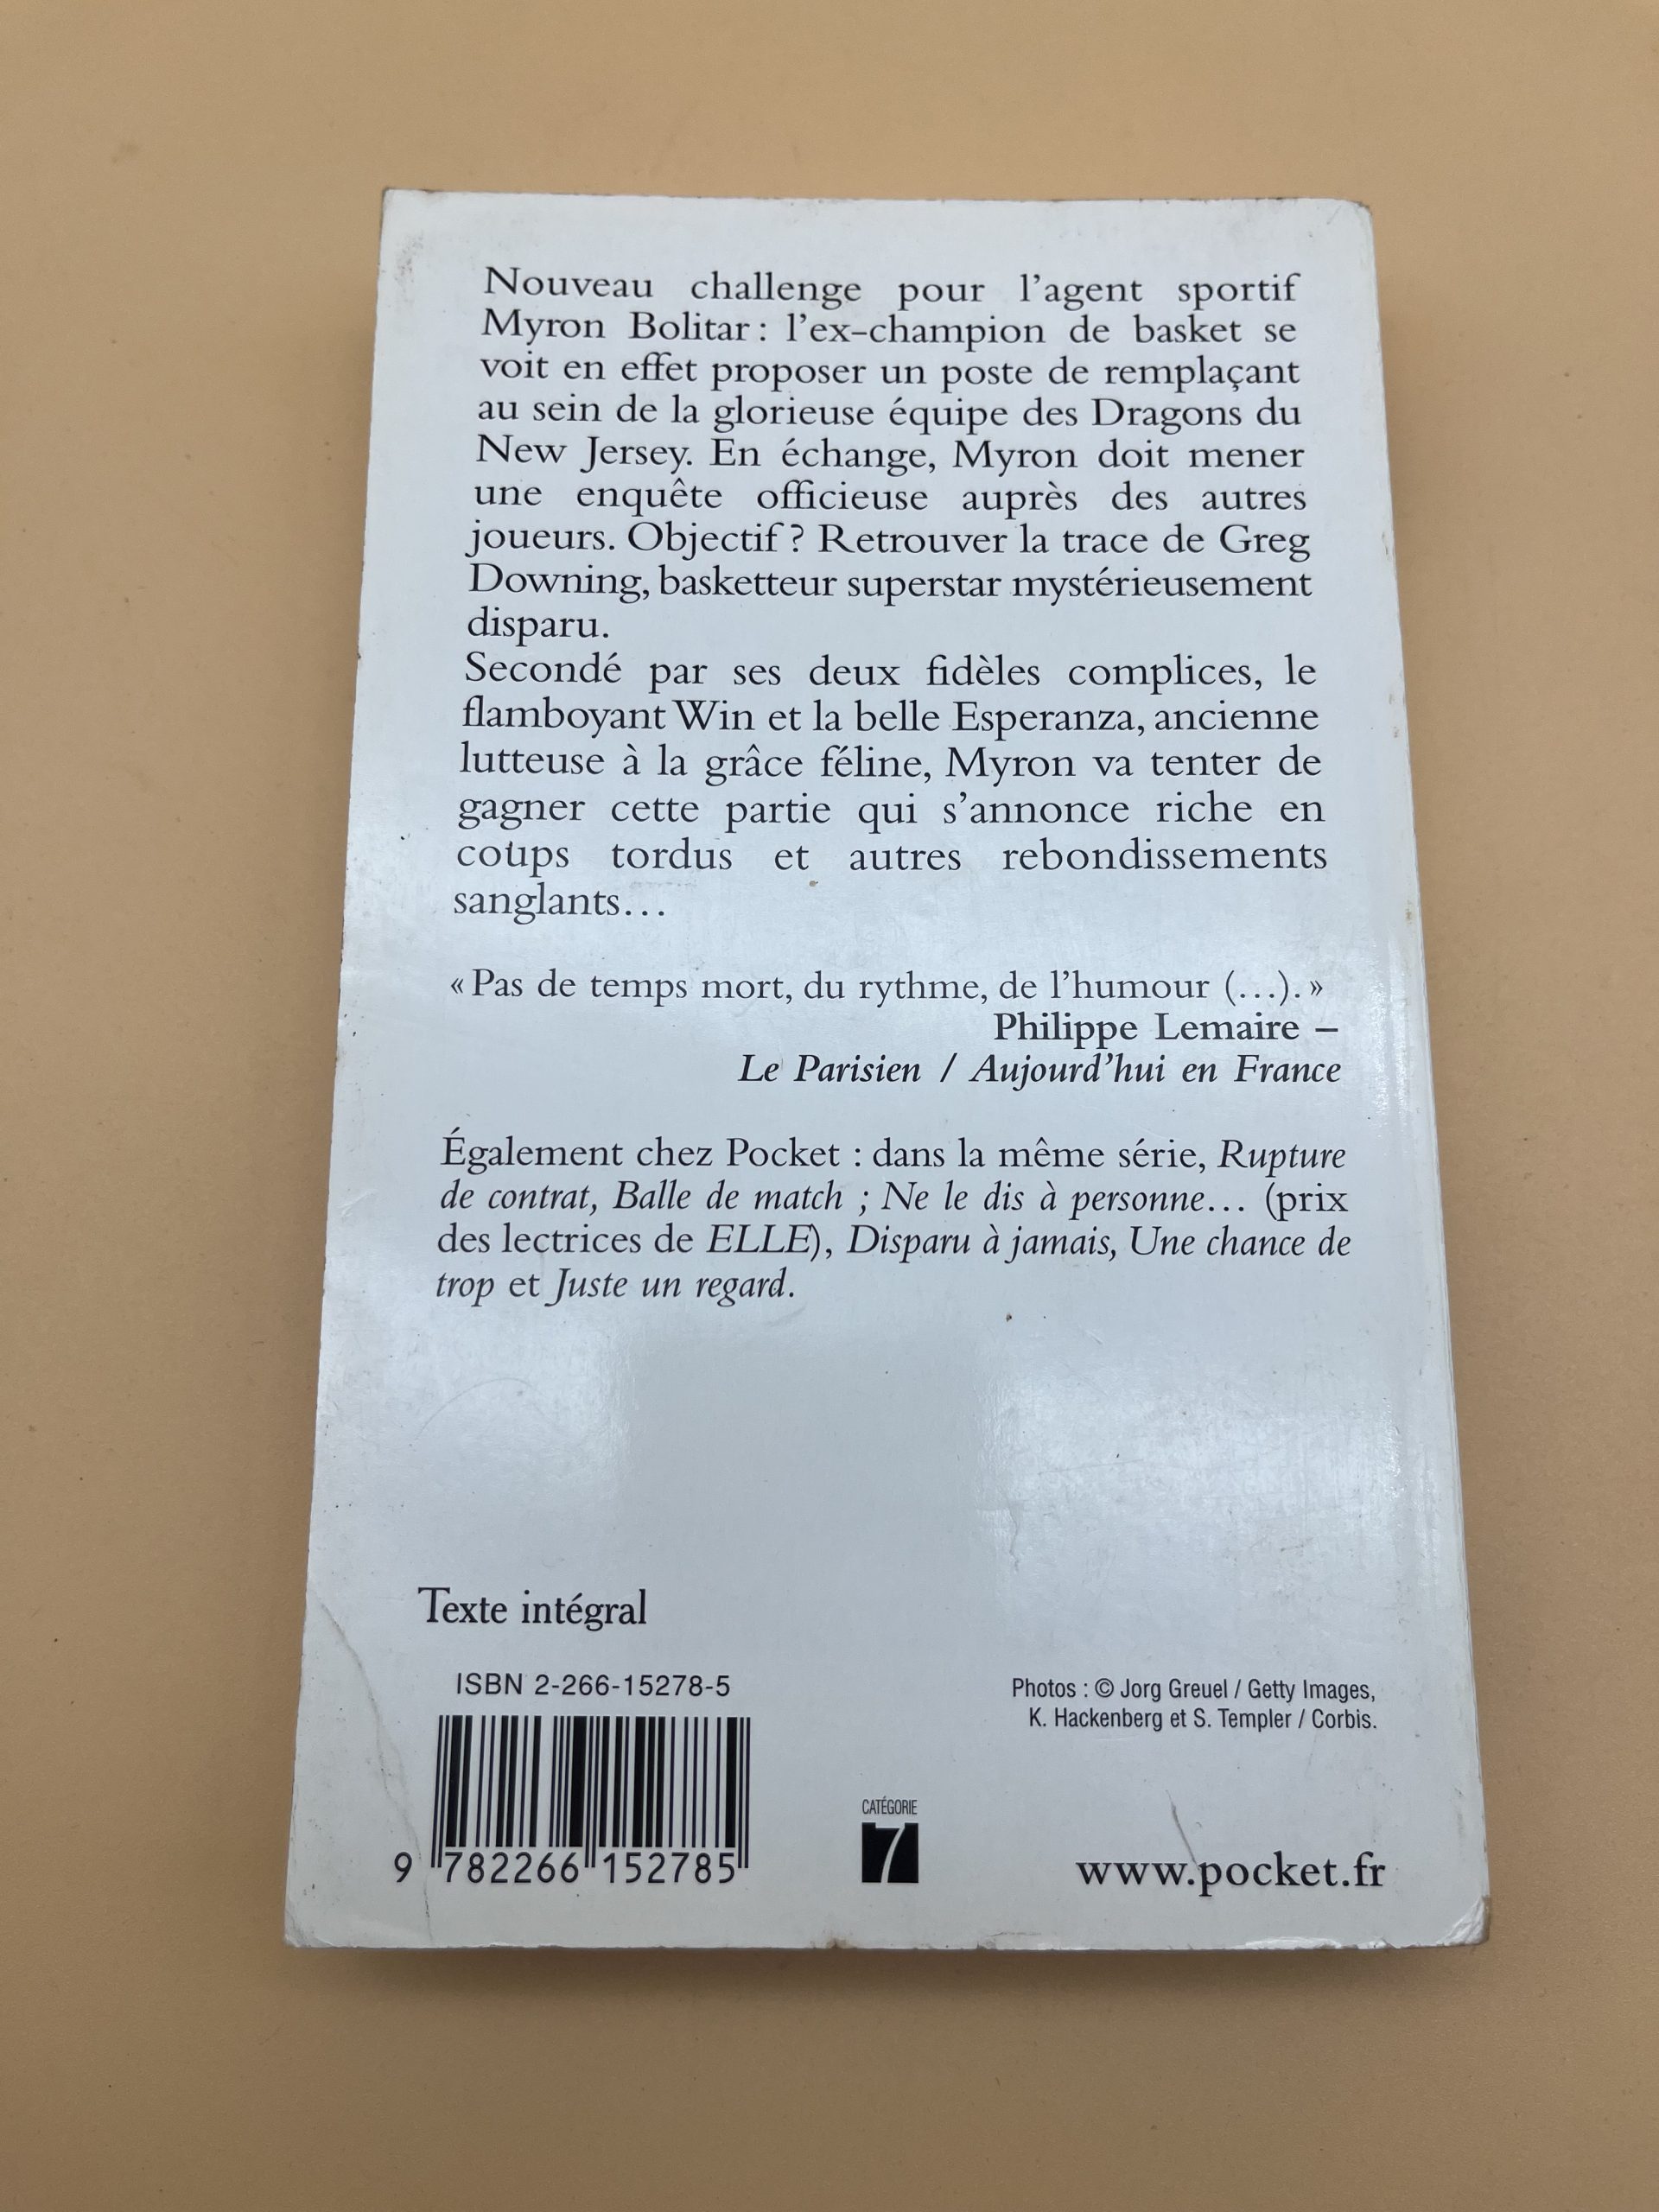 Nouveau challenge pour l'agent sportif
Myron Bolitar : l'ex-champion de basket se
voit en effet proposer un poste de remplaçant
au sein de la glorieuse équipe des Dragons du
New Jersey. En échange, Myron doit mener
une enquête officieuse auprès des autres
joueurs. Objectif ? Retrouver la trace de Greg
Downing, basketteur superstar mystérieusement
disparu.
Secondé par ses deux fidèles complices, le
flamboyant Win et la belle Esperanza, ancienne
lutteuse à la grâce féline, Myron va tenter de
gagner cette partie qui s'annonce riche en
coups tordus et autres rebondissements
sanglants...
« Pas de temps mort, du rythme, de l'humour (...). »
Philippe Lemaire –
Le Parisien / Aujourd'hui en France
Également chez Pocket : dans la même série, Rupture
de contrat, Balle de match ; Ne le dis à personne... (prix
des lectrices de ELLE), Disparu à jamais, Une chance de
trop et Juste un regard.
Texte intégral
ISBN 2-266-15278-5
9 782266 152785
Photos : © Jorg Greuel / Getty Images,
K. Hackenberg et S. Templer / Corbis.
CATÉGORIE
7
www.pocket.fr